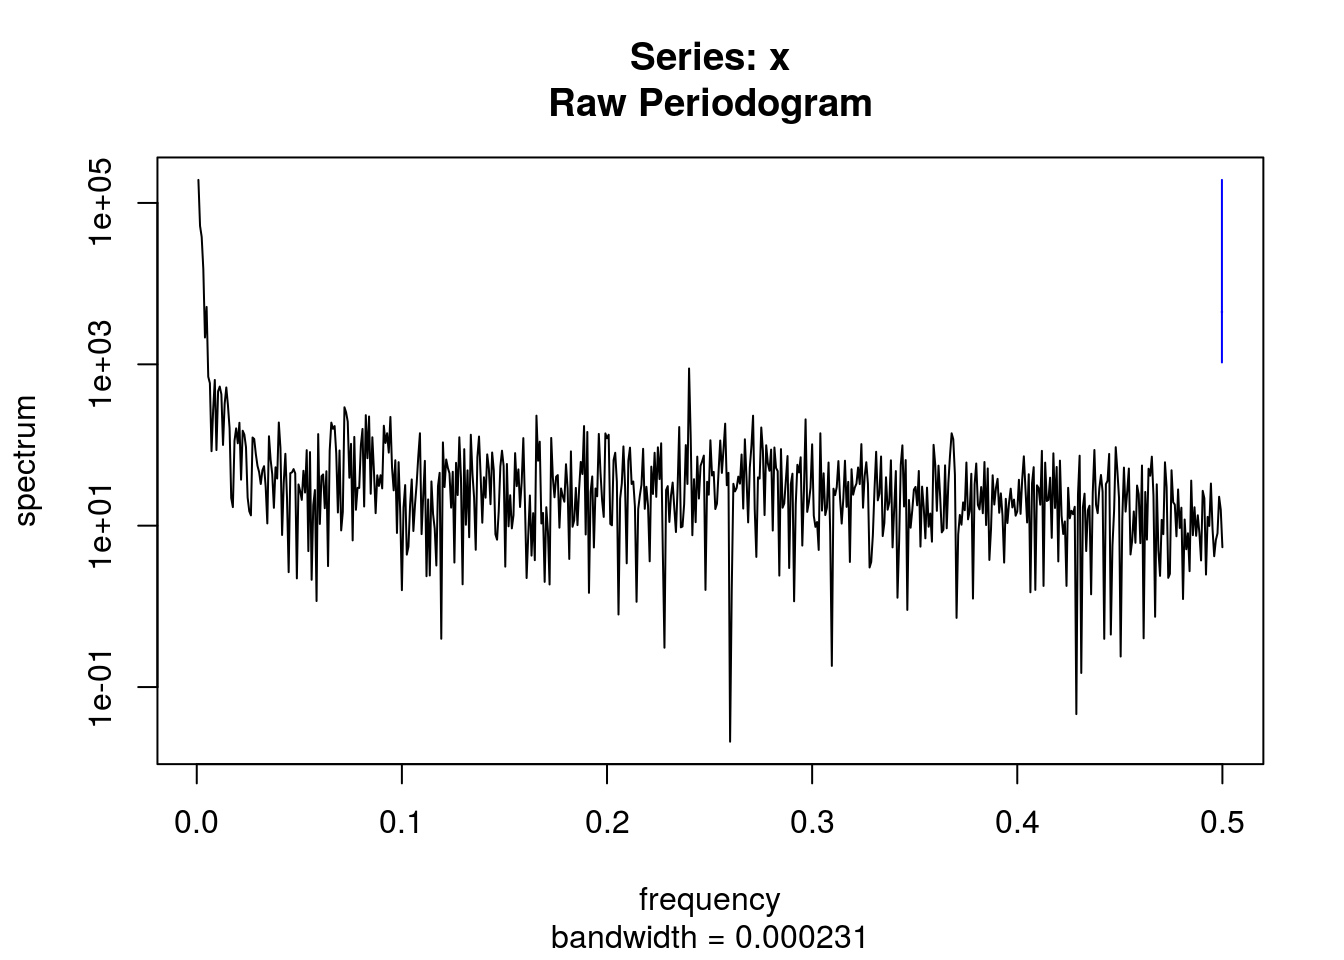 Series: x
Raw Periodogram
spectrum
1e+05
1e+03
1e+01
1e-01
0.0 0.1 0.2 0.3 0.4 0.5
frequency
bandwidth = 0.000231